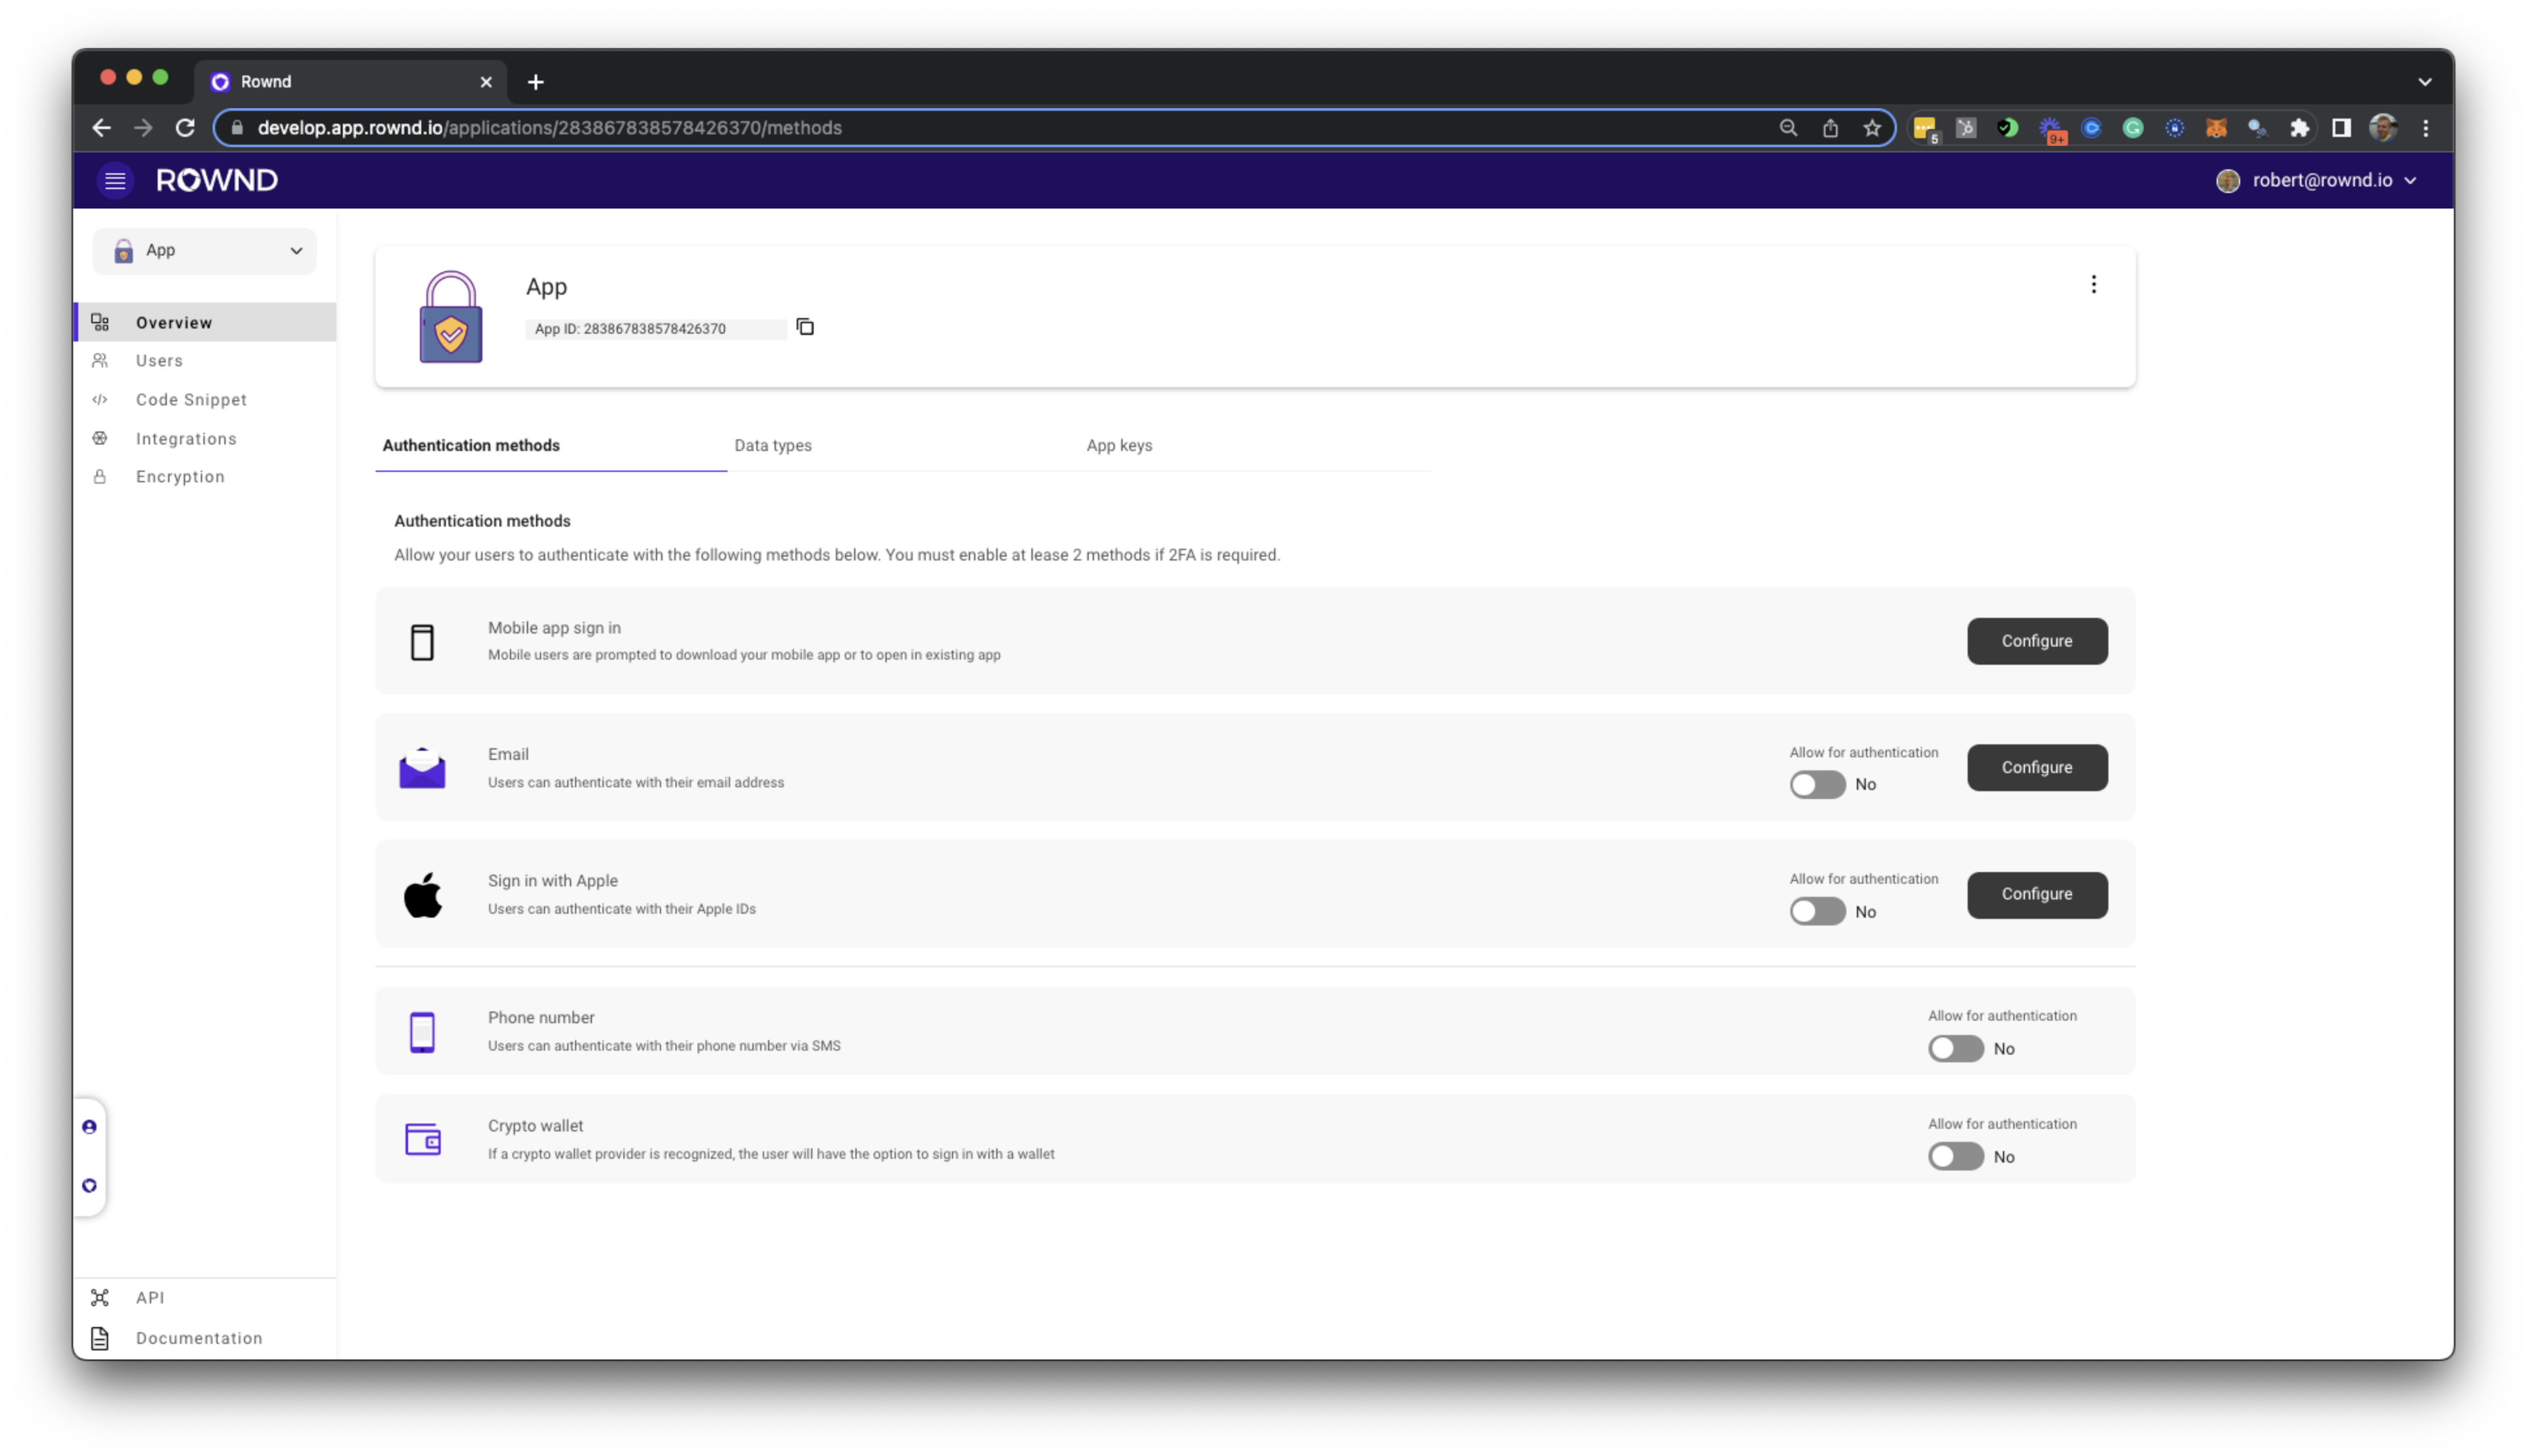 Rownd
develop.app.rownd.io/applications/283867838578426370/methods
5
9+
ROWND
robert@rownd.io
App
Overview
Users
Code Snippet
Integrations
Encryption
App
App ID: 283867838578426370
Authentication methods
Data types
App keys
Authentication methods
Allow your users to authenticate with the following methods below. You must enable at lease 2 methods if 2FA is required.
Mobile app sign in
Mobile users are prompted to download your mobile app or to open in existing app
Configure
Email
Users can authenticate with their email address
Allow for authentication
No
Configure
Sign in with Apple
Users can authenticate with their Apple IDs
Allow for authentication
No
Configure
Phone number
Users can authenticate with their phone number via SMS
Allow for authentication
No
Crypto wallet
If a crypto wallet provider is recognized, the user will have the option to sign in with a wallet
Allow for authentication
No
API
Documentation